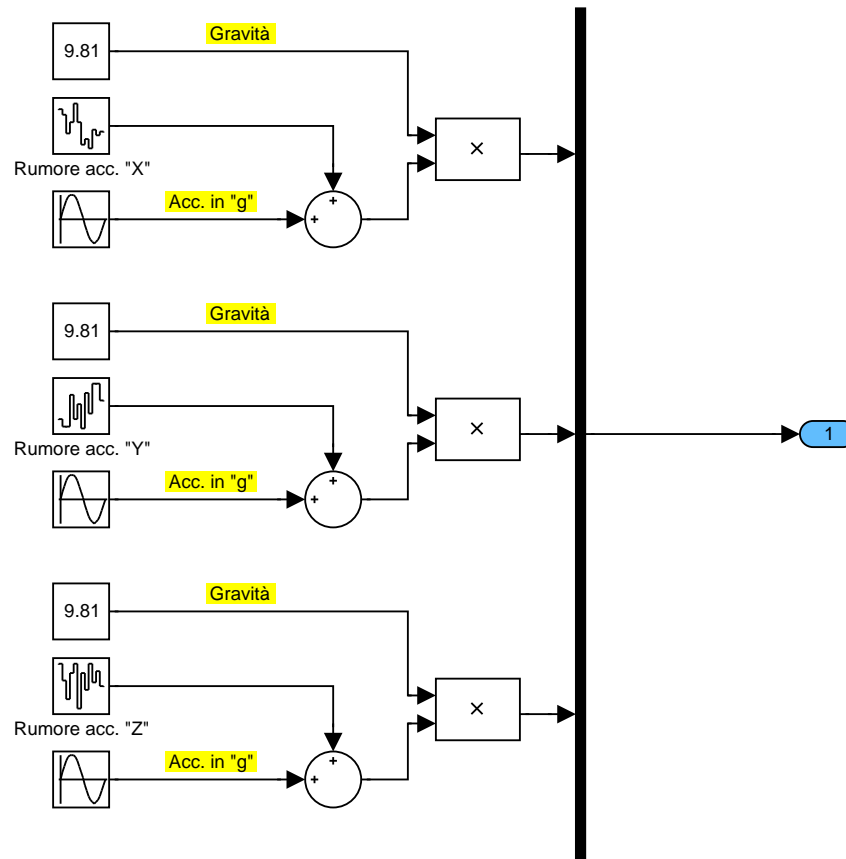 Gravità
9.81
×
Rumore acc. "X"
Acc. in "g"
+
+
Gravità
9.81
×
Rumore acc. "Y"
Acc. in "g"
+
+
1
Gravità
9.81
×
Rumore acc. "Z"
Acc. in "g"
+
+